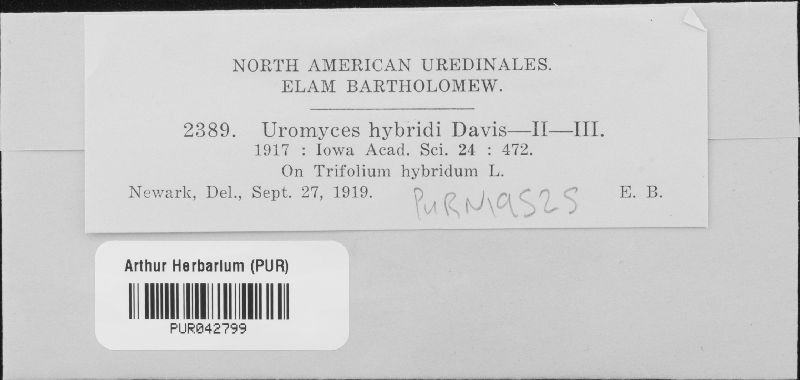 NORTH AMERICAN UREDINALES.
ELAM BARTHOLOMEW.
2389. Uromyces hybridi Davis—II—III.
1917 : Iowa Acad. Sci. 24 : 472.
On Trifolium hybridum L.
Newark, Del., Sept. 27, 1919. PURN19525 E. B.
Arthur Herbarium (PUR)
PUR042799